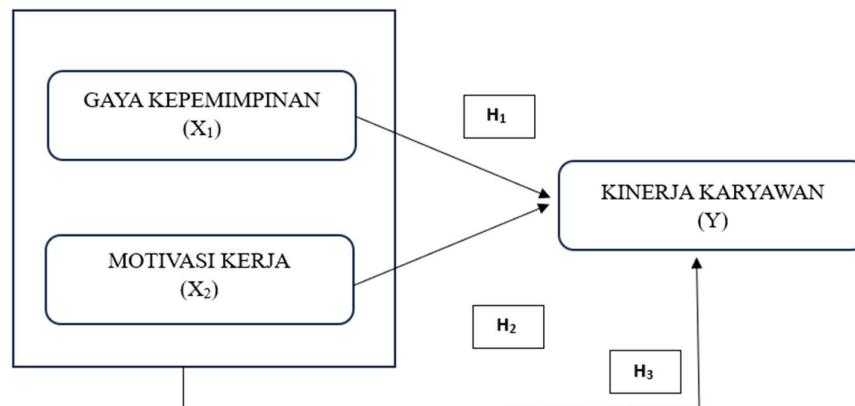 GAYA KEPEMIMPINAN
(X₁)
H₁
KINERJA KARYAWAN
(Y)
MOTIVASI KERJA
(X₂)
H₂
H₃